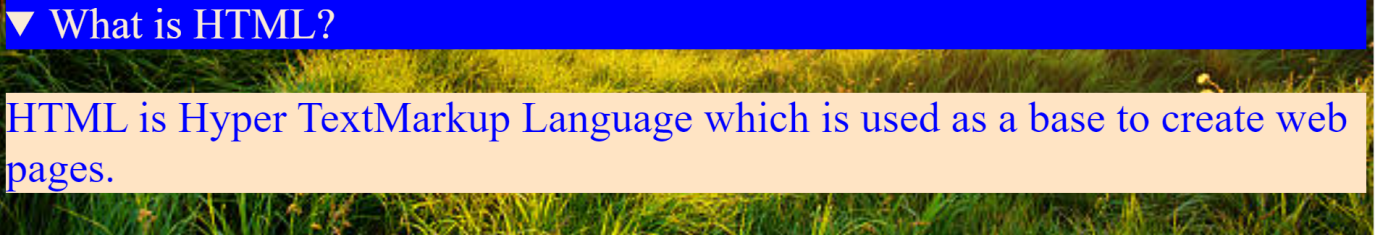 What is HTML?
HTML is Hyper TextMarkup Language which is used as a base to create web
pages.